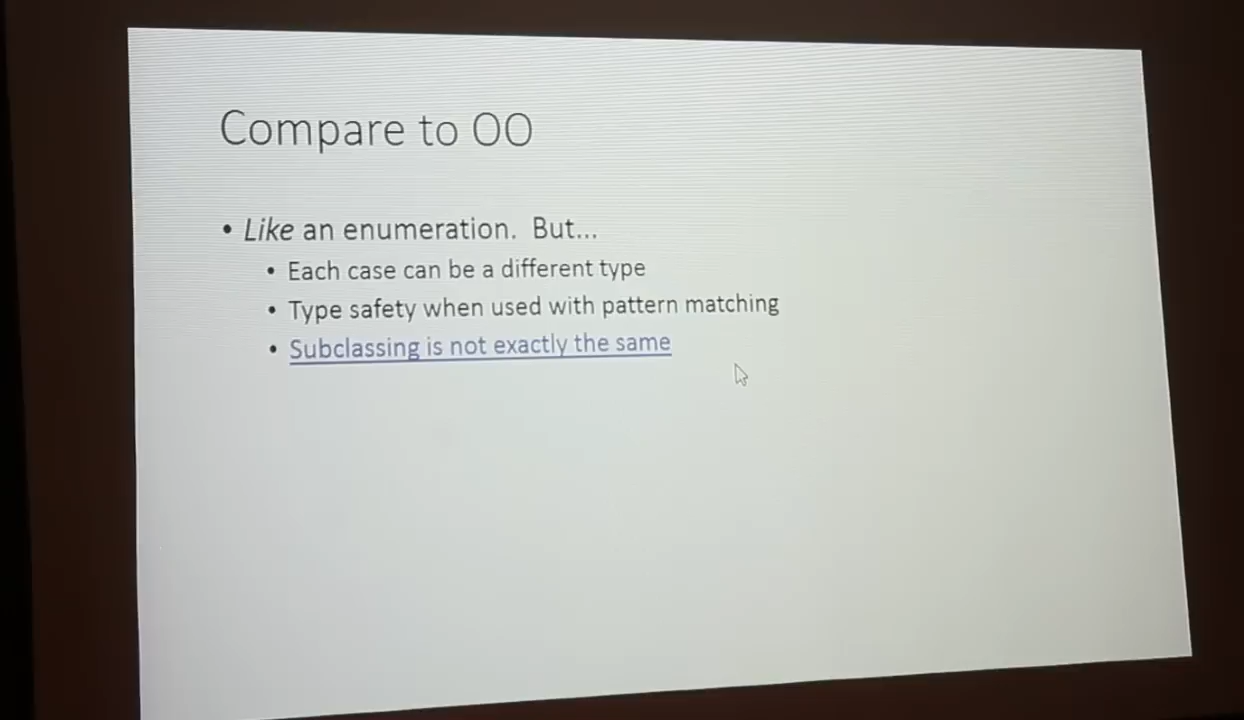 Compare to OO
• Like an enumeration.  But...
• Each case can be a different type
• Type safety when used with pattern matching
• Subclassing is not exactly the same